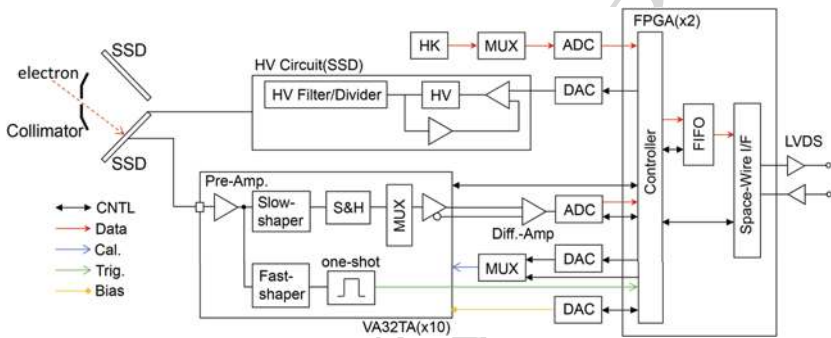 FPGA(x2)
SSD
HK
MUX
ADC
HV Circuit(SSD)
electron
HV Filter/Divider
HV
DAC
Collimator
SSD
Controller
FIFO
Space-Wire I/F
LVDS
Pre-Amp.
Slow-
shaper
S&H
MUX
Diff.-Amp
ADC
CNTL
Data
Cal.
Trig.
Bias
Fast-
shaper
one-shot
MUX
DAC
DAC
VA32TA(x10)